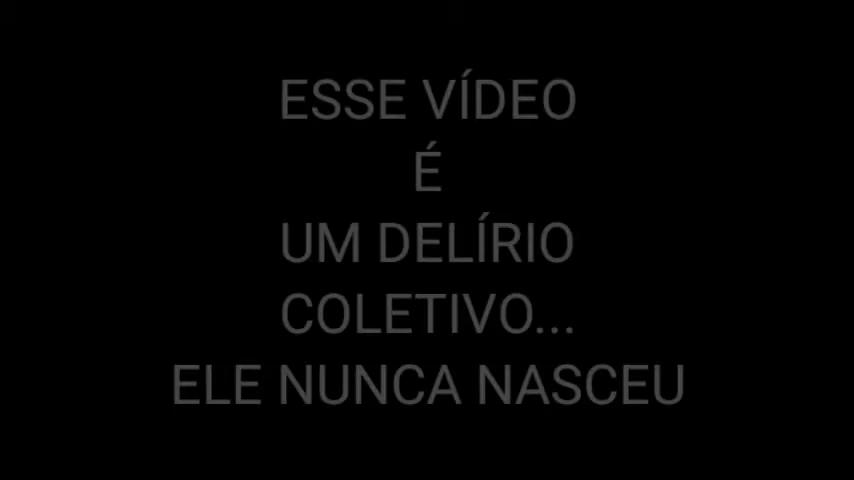 ESSE VÍDEO
É
UM DELÍRIO
COLETIVO...
ELE NUNCA NASCEU